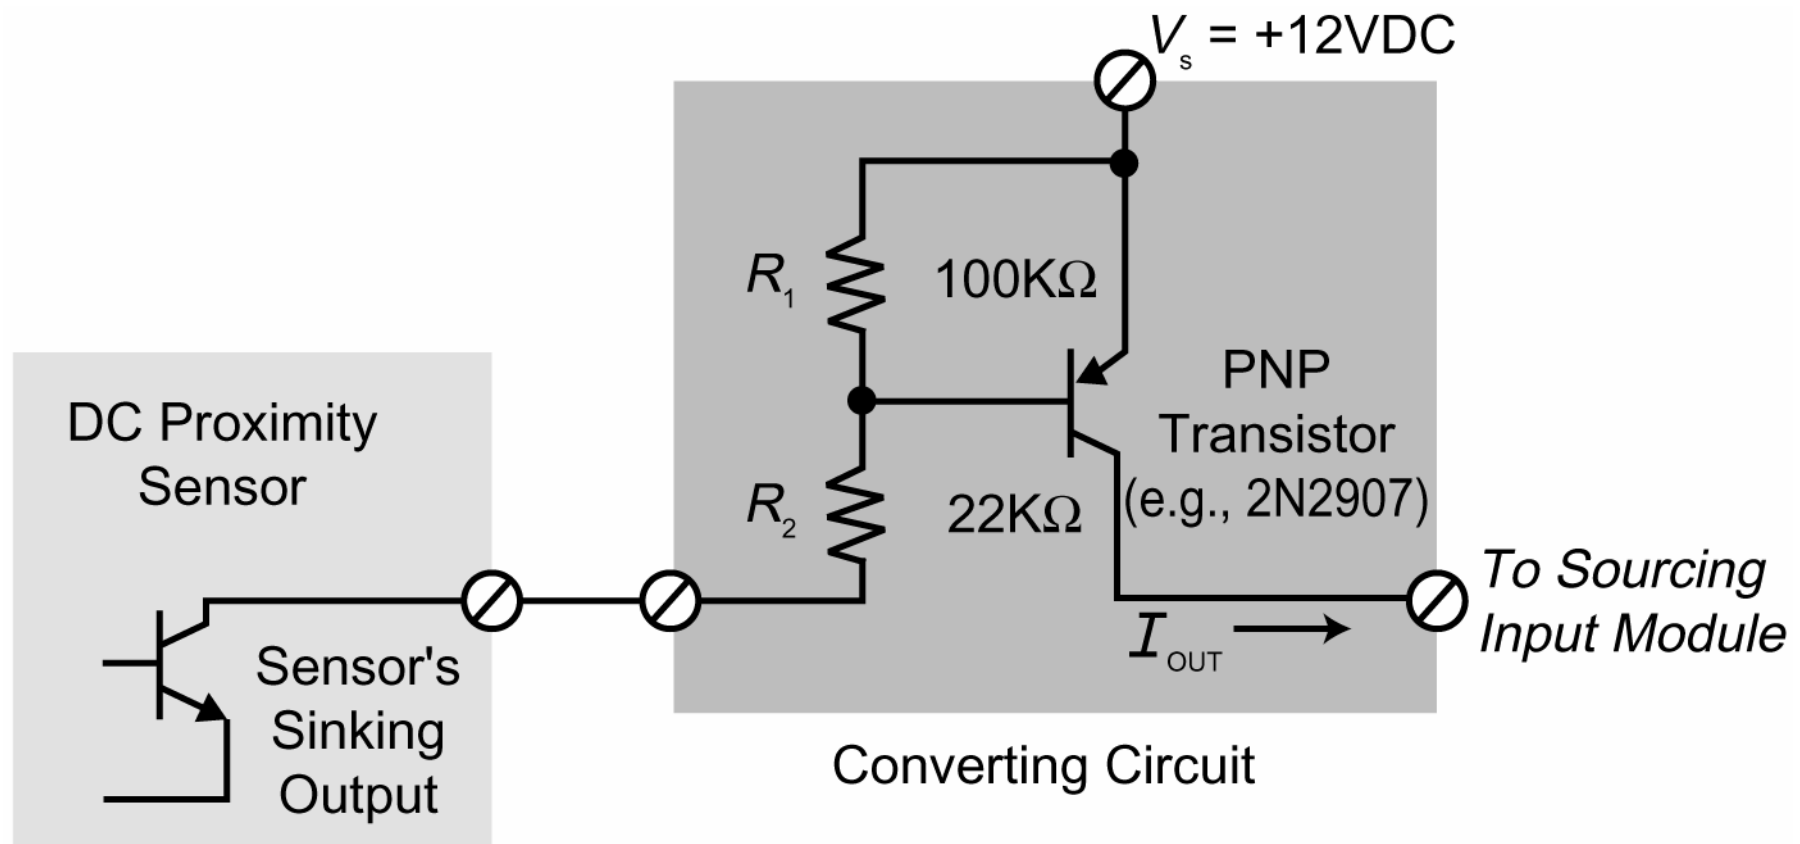 Vs = +12VDC
R1
100KΩ
PNP
Transistor
(e.g., 2N2907)
DC Proximity
Sensor
R2
22KΩ
To Sourcing
Input Module
IOUT
Sensor's
Sinking
Output
Converting Circuit